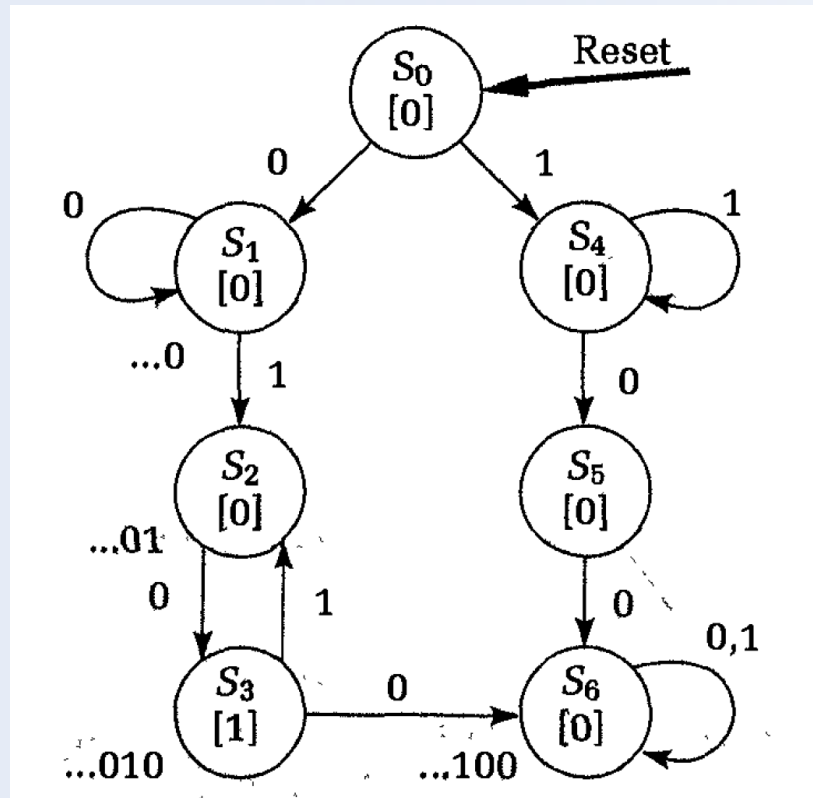 Reset
S₀
[0]
0
1
0
S₁
[0]
S₄
[0]
1
...0
1
0
S₂
[0]
S₅
[0]
...01
0
1
0
0,1
S₃
[1]
0
S₆
[0]
...010
...100